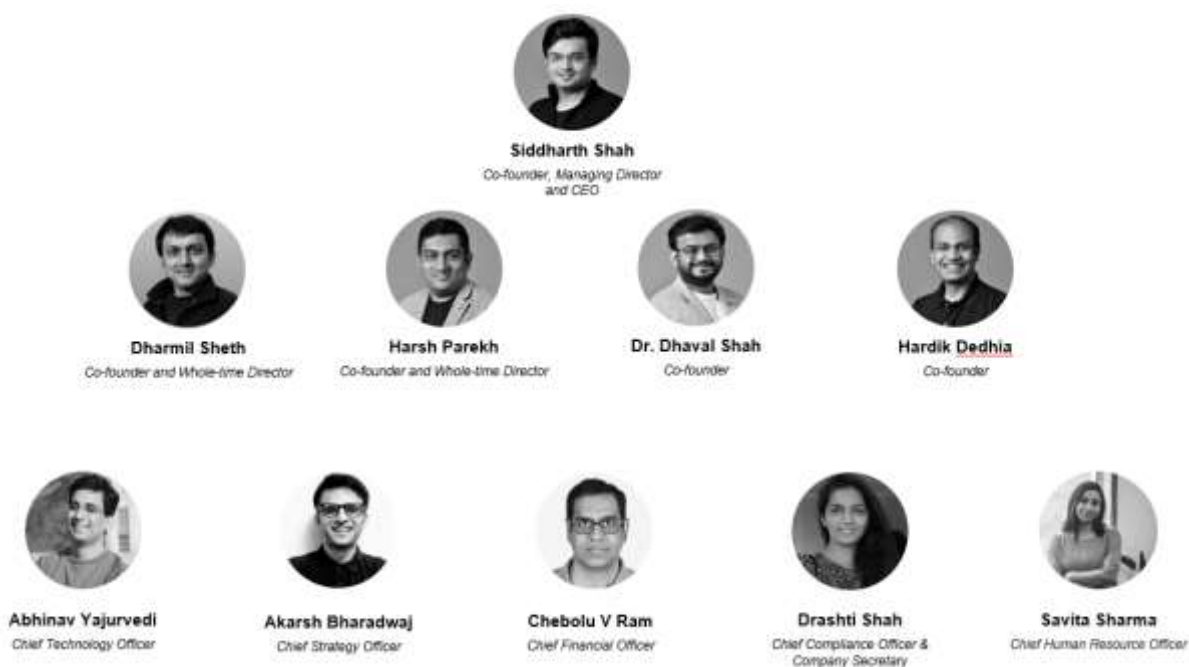 Siddharth Shah
Co-founder, Managing Director
and CEO
Dharmil Sheth
Co-founder and Whole-time Director
Harsh Parekh
Co-founder and Whole-time Director
Dr. Dhaval Shah
Co-founder
Hardik Dedhia
Co-founder
Abhinav Yajurvedi
Chief Technology Officer
Akarsh Bharadwaj
Chief Strategy Officer
Chebolu V Ram
Chief Financial Officer
Drashti Shah
Chief Compliance Officer &
Company Secretary
Savita Sharma
Chief Human Resource Officer